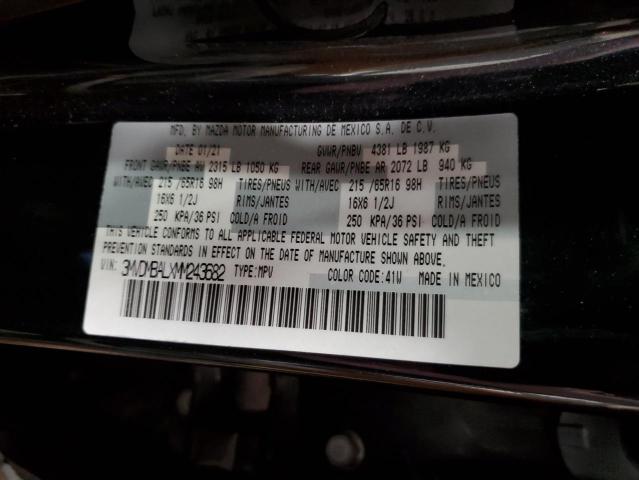 MFD. BY MAZDA MOTOR MANUFACTURING DE MEXICO S.A. DE C.V.
DATE 01/21 GVWR/PNBV 4381 LB 1987 KG
FRONT GAWR/PNBE AV 2315 LB 1050 KG REAR GAWR/PNBE AR 2072 LB 940 KG
WITH/AVEC 215 /65R16 98H TIRES/PNEUS WITH/AVEC 215 /65R16 98H TIRES/PNEUS
16X6 1/2J RIMS/JANTES 16X6 1/2J RIMS/JANTES
250 KPA/36 PSI COLD/A FROID 250 KPA/36 PSI COLD/A FROID
THIS VEHICLE CONFORMS TO ALL APPLICABLE FEDERAL MOTOR VEHICLE SAFETY AND THEFT
PREVENTION STANDARDS IN EFFECT ON THE DATE OF MANUFACTURE SHOWN ABOVE.
VIN: 3MVDMBALXMM243682 TYPE:MPV COLOR CODE:41W MADE IN MEXICO